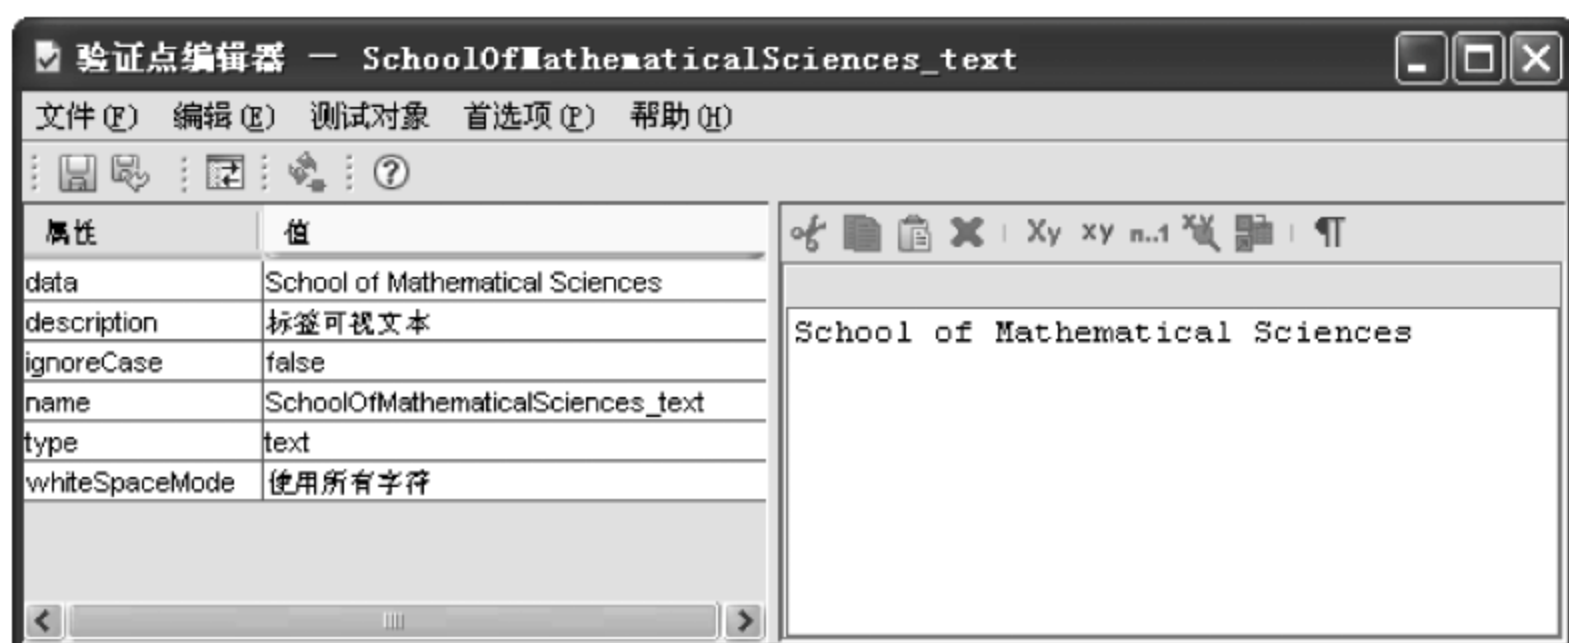 验证点编辑器 － SchoolOfMathematicalSciences_text
文件(F) 编辑(E) 测试对象 首选项(P) 帮助(H)
属性 值
Xy xy n..1
data School of Mathematical Sciences
description 标签可视文本
ignoreCase false
name SchoolOfMathematicalSciences_text
type text
whiteSpaceMode 使用所有字符
School of Mathematical Sciences